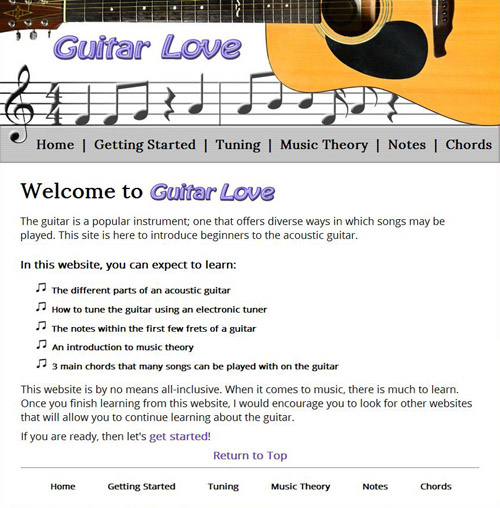 Guitar Love
Home | Getting Started | Tuning | Music Theory | Notes | Chords
Welcome to Guitar Love
The guitar is a popular instrument; one that offers diverse ways in which songs may be
played. This site is here to introduce beginners to the acoustic guitar.
In this website, you can expect to learn:
The different parts of an acoustic guitar
How to tune the guitar using an electronic tuner
The notes within the first few frets of a guitar
An introduction to music theory
3 main chords that many songs can be played with on the guitar
This website is by no means all-inclusive. When it comes to music, there is much to learn.
Once you finish learning from this website, I would encourage you to look for other websites
that will allow you to continue learning about the guitar.
If you are ready, then let's get started!
Return to Top
Home Getting Started Tuning Music Theory Notes Chords